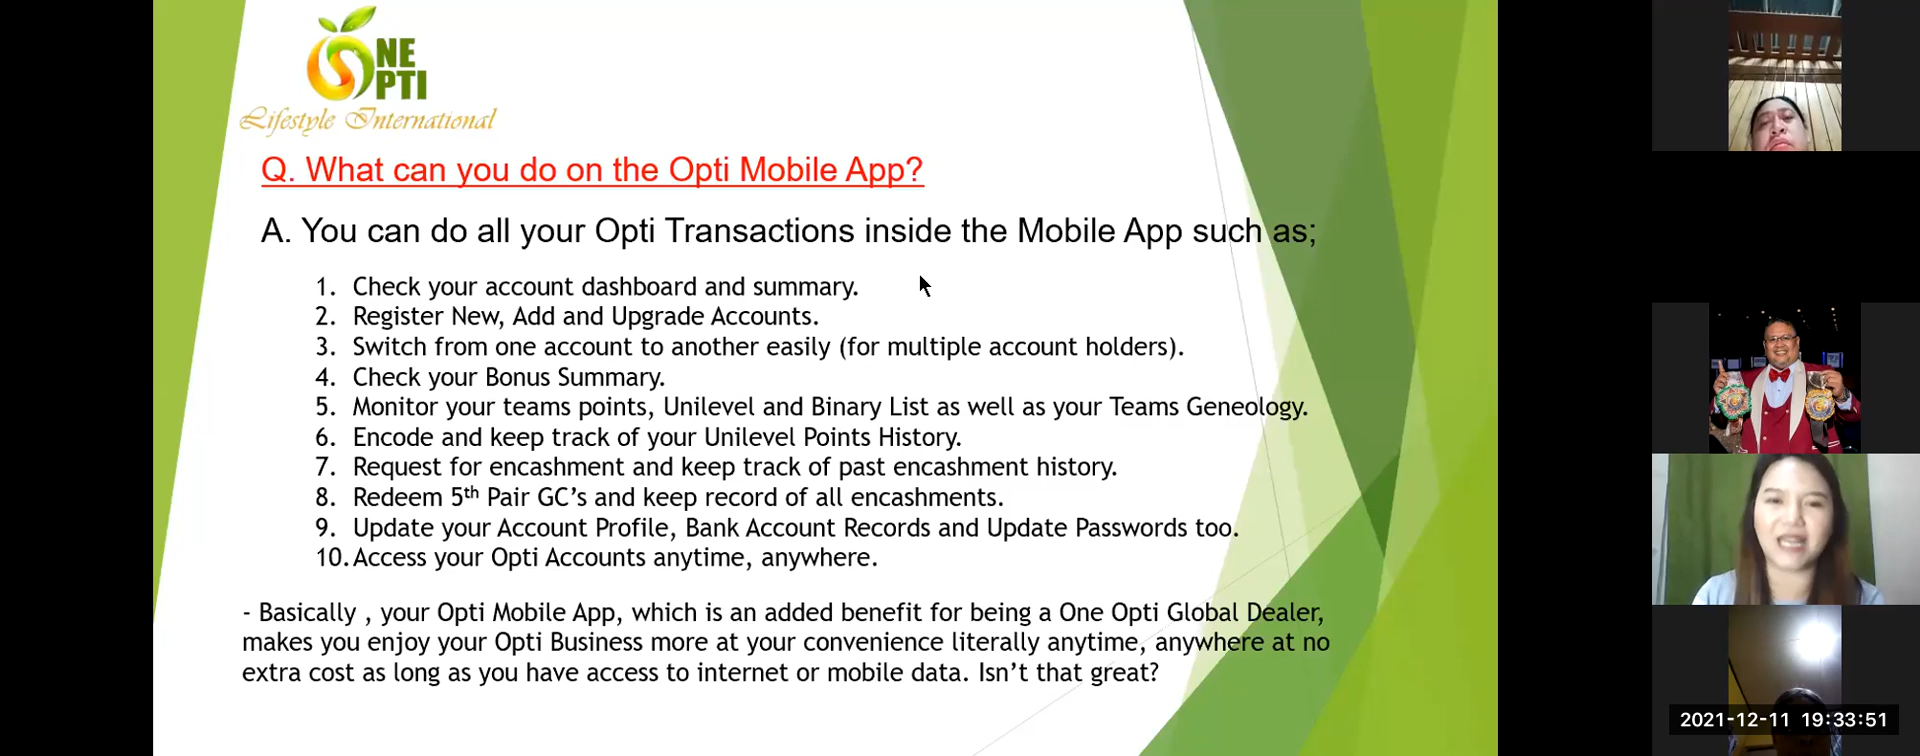 ONE
OPTI
Lifestyle International
Q. What can you do on the Opti Mobile App?
A. You can do all your Opti Transactions inside the Mobile App such as;
1. Check your account dashboard and summary.
2. Register New, Add and Upgrade Accounts.
3. Switch from one account to another easily (for multiple account holders).
4. Check your Bonus Summary.
5. Monitor your teams points, Unilevel and Binary List as well as your Teams Geneology.
6. Encode and keep track of your Unilevel Points History.
7. Request for encashment and keep track of past encashment history.
8. Redeem 5th Pair GC’s and keep record of all encashments.
9. Update your Account Profile, Bank Account Records and Update Passwords too.
10. Access your Opti Accounts anytime, anywhere.
- Basically , your Opti Mobile App, which is an added benefit for being a One Opti Global Dealer,
makes you enjoy your Opti Business more at your convenience literally anytime, anywhere at no
extra cost as long as you have access to internet or mobile data. Isn’t that great?
2021-12-11 19:33:51